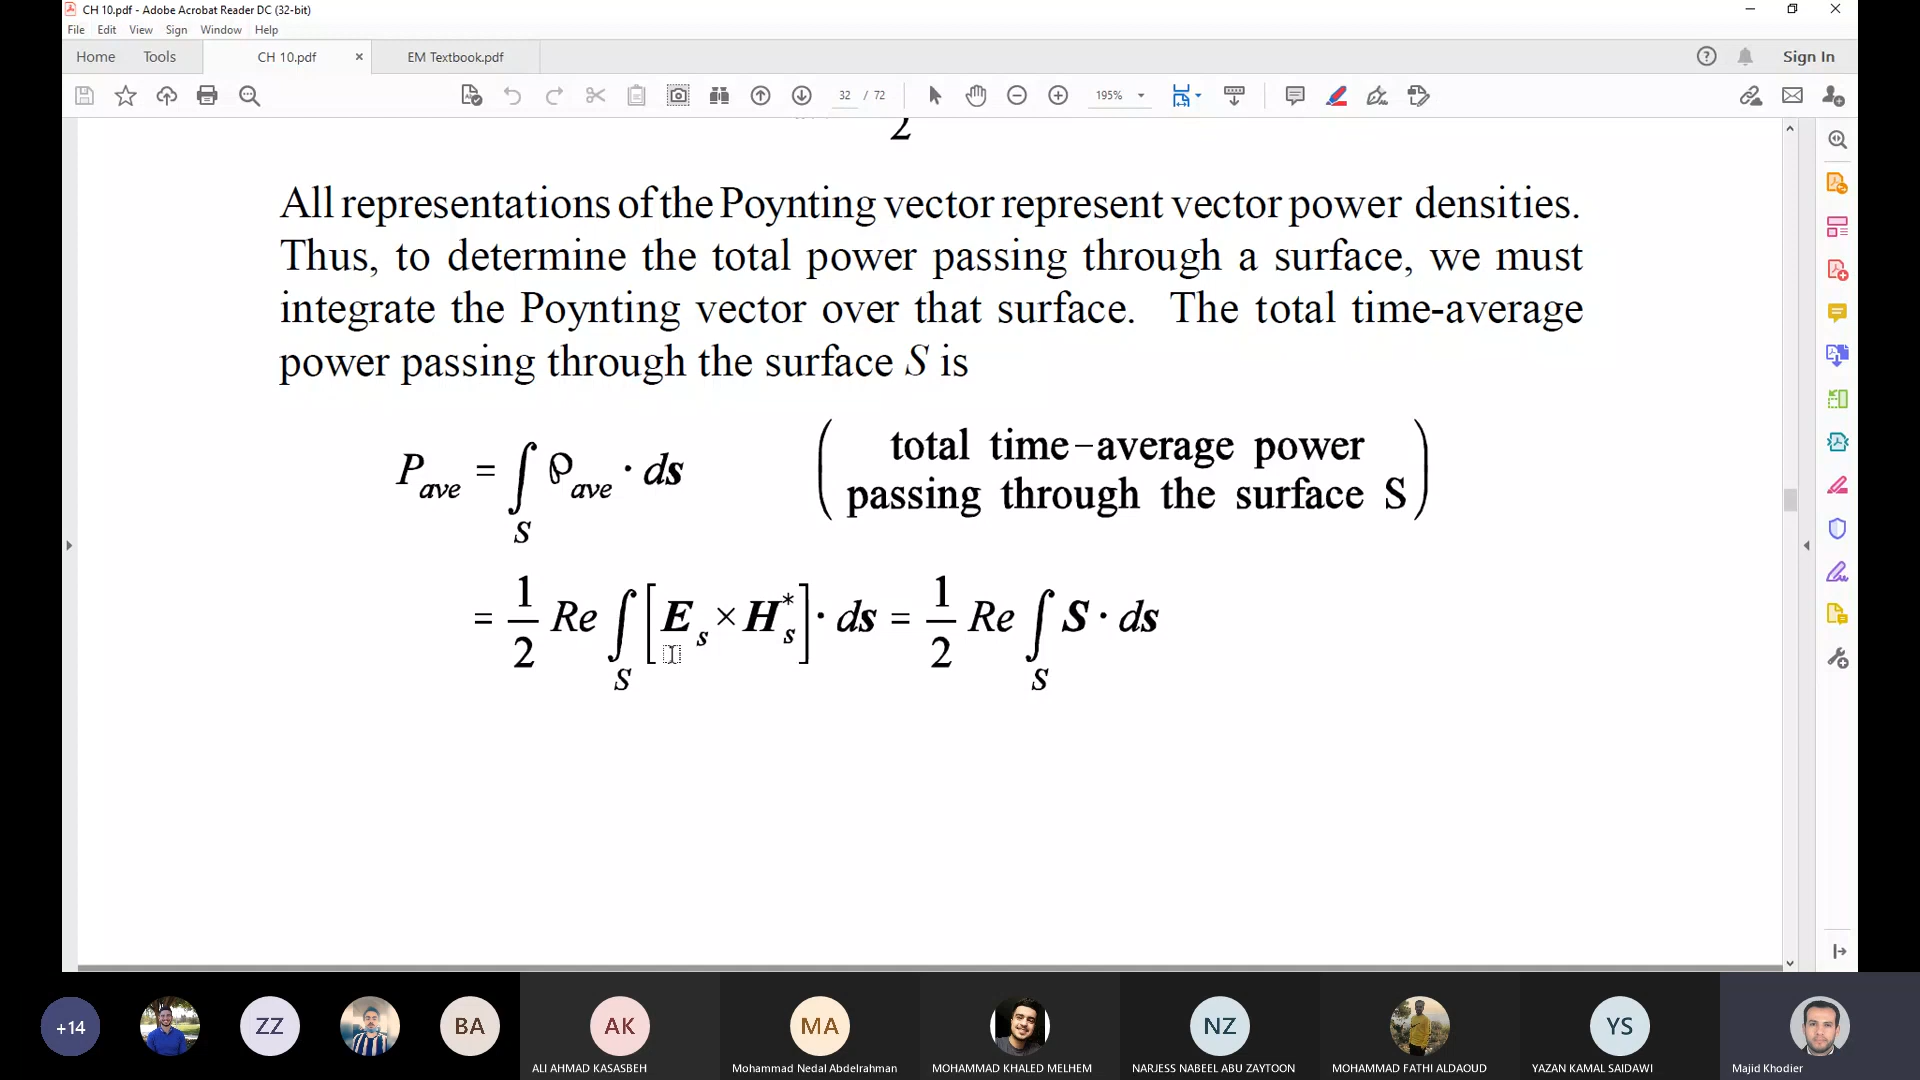 CH 10.pdf - Adobe Acrobat Reader DC (32-bit)
File Edit View Sign Window Help
Home Tools CH 10.pdf × EM Textbook.pdf Sign In
32 / 72 195%
2
All representations of the Poynting vector represent vector power densities.
Thus, to determine the total power passing through a surface, we must
integrate the Poynting vector over that surface. The total time-average
power passing through the surface S is
P_ave = ∫_S ℘_ave · ds ( total time-average power
passing through the surface S )
= 1/2 Re ∫_S [E_s × H_s^*] · ds = 1/2 Re ∫_S S · ds
+14 ZZ BA AK MA NZ YS
ALI AHMAD KASASBEH Mohammad Nedal Abdelrahman MOHAMMAD KHALED MELHEM NARJESS NABEEL ABU ZAYTOON MOHAMMAD FATHI ALDAOUD YAZAN KAMAL SAIDAWI Majid Khodier